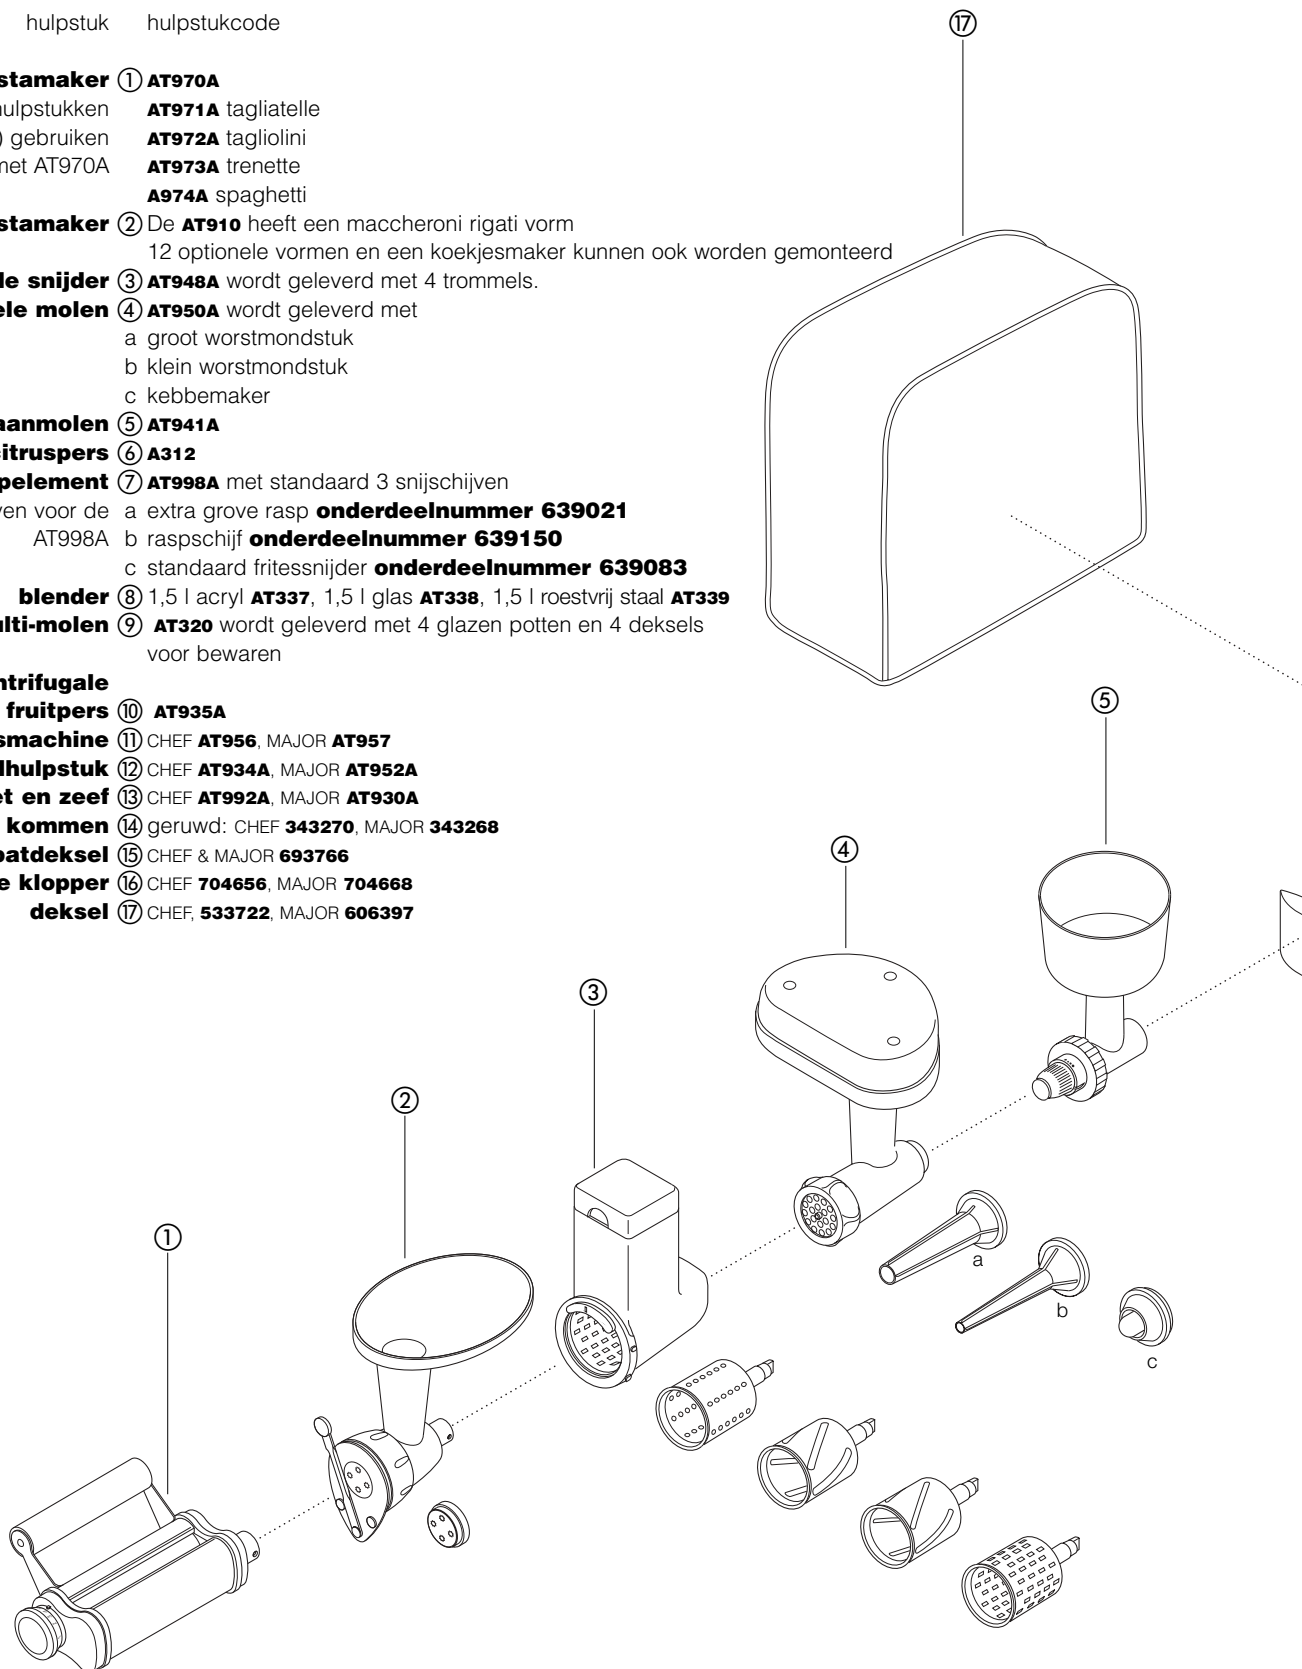 hulpstuk hulpstukcode
stamaker ① AT970A
ulpstukken AT971A tagliatelle
) gebruiken AT972A tagliolini
net AT970A AT973A trenette
A974A spaghetti
stamaker ② De AT910 heeft een maccheroni rigati vorm
12 optionele vormen en een koekjesmaker kunnen ook worden gemonteerd
le snijder ③ AT948A wordt geleverd met 4 trommels.
ele molen ④ AT950A wordt geleverd met
a groot worstmondstuk
b klein worstmondstuk
c kebbemaker
aanmolen ⑤ AT941A
citruspers ⑥ A312
pelement ⑦ AT998A met standaard 3 snijschijven
ven voor de a extra grove rasp onderdeelnummer 639021
AT998A b raspschijf onderdeelnummer 639150
c standaard fritessnijder onderdeelnummer 639083
blender ⑧ 1,5 l acryl AT337, 1,5 l glas AT338, 1,5 l roestvrij staal AT339
ulti-molen ⑨ AT320 wordt geleverd met 4 glazen potten en 4 deksels
voor bewaren
ntrifugale
fruitpers ⑩ AT935A
smachine ⑪ CHEF AT956, MAJOR AT957
lhulpstuk ⑫ CHEF AT934A, MAJOR AT952A
et en zeef ⑬ CHEF AT992A, MAJOR AT930A
kommen ⑭ geruwd: CHEF 343270, MAJOR 343268
patdeksel ⑮ CHEF & MAJOR 693766
e klopper ⑯ CHEF 704656, MAJOR 704668
deksel ⑰ CHEF, 533722, MAJOR 606397
⑰
⑤
④
③
②
①
a
b
c